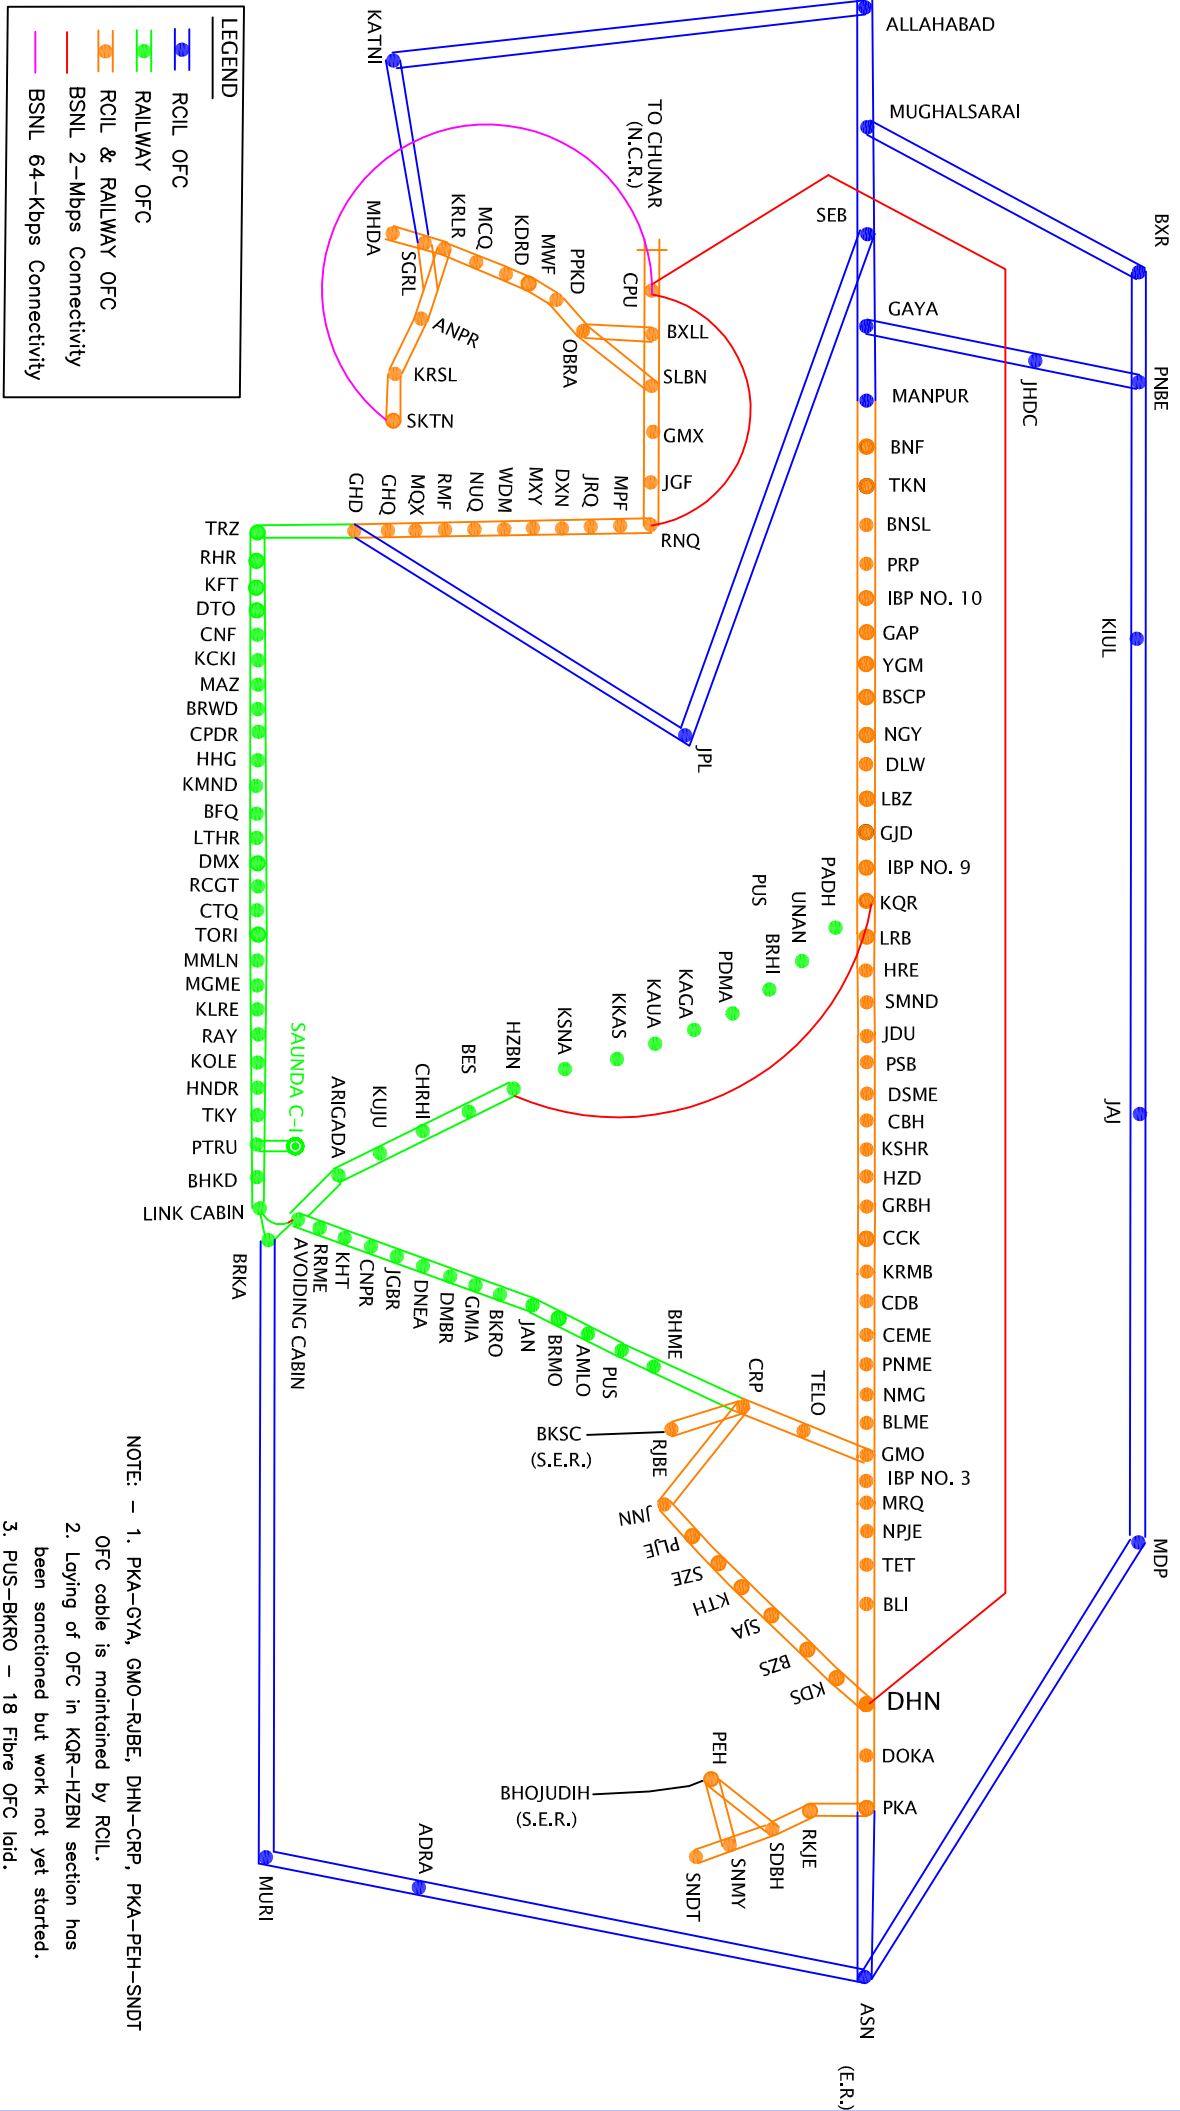 ALLAHABAD
KATNI
MUGHALSARAI
TO CHUNAR
(N.C.R.)
SEB
BXR
GAYA
PNBE
JHDC
MANPUR
MHDA
SGRL
KRLR
MCQ
KDRD
MWF
PPKD
CPU
BXLL
ANPR
OBRA
SLBN
KRSL
SKTN
GMX
JGF
RNQ
MPF
JRQ
DXN
MXY
WDM
NUQ
RMF
MQX
GHQ
GHD
LEGEND
RCIL OFC
RAILWAY OFC
RCIL & RAILWAY OFC
BSNL 2-Mbps Connectivity
BSNL 64-Kbps Connectivity
BNF
TKN
BNSL
PRP
IBP NO. 10
GAP
YGM
BSCP
NGY
DLW
LBZ
GJD
IBP NO. 9
KQR
LRB
HRE
SMND
JDU
PSB
DSME
CBH
KSHR
HZD
GRBH
CCK
KRMB
CDB
CEME
PNME
NMG
BLME
GMO
IBP NO. 3
MRQ
NPJE
TET
BLI
DHN
DOKA
PKA
ASN
(E.R.)
KIUL
JAJ
MDP
JPL
TRZ
RHR
KFT
DTO
CNF
KCKI
MAZ
BRWD
CPDR
HHG
KMND
BFQ
LTHR
DMX
RCGT
CTQ
TORI
MMLN
MGME
KLRE
RAY
KOLE
HNDR
TKY
PTRU
BHKD
LINK CABIN
BRKA
SAUNDA C-I
PADH
UNAN
PUS
BRHI
PDMA
KAGA
KAUA
KKAS
KSNA
HZBN
BES
CHRHI
KUJU
ARIGADA
AVOIDING CABIN
RRME
KHT
CNPR
JGBR
DNEA
DMBR
GMIA
BKRO
JAN
BRMO
AMLO
PUS
BHME
CRP
TELO
BKSC
(S.E.R.)
RJBE
JNN
PLJE
SZE
KTH
SJA
BZS
KDS
PEH
BHOJUDIH
(S.E.R.)
RKJE
SDBH
SNMY
SNDT
ADRA
MURI
NOTE: - 1. PKA-GYA, GMO-RJBE, DHN-CRP, PKA-PEH-SNDT
OFC cable is maintained by RCIL.
2. Laying of OFC in KQR-HZBN section has
been sanctioned but work not yet started.
3. PUS-BKRO - 18 Fibre OFC laid.